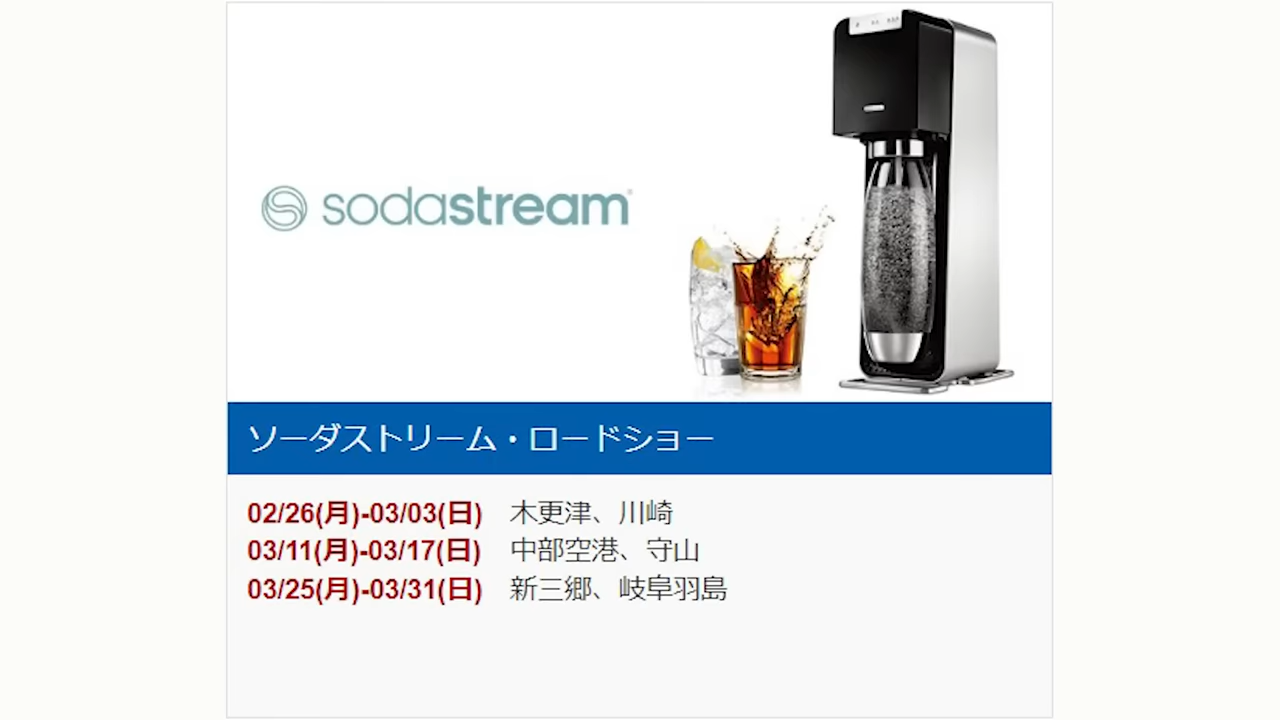 sodastream
ソーダストリーム・ロードショー
02/26(月)-03/03(日) 木更津、川崎
03/11(月)-03/17(日) 中部空港、守山
03/25(月)-03/31(日) 新三郷、岐阜羽島